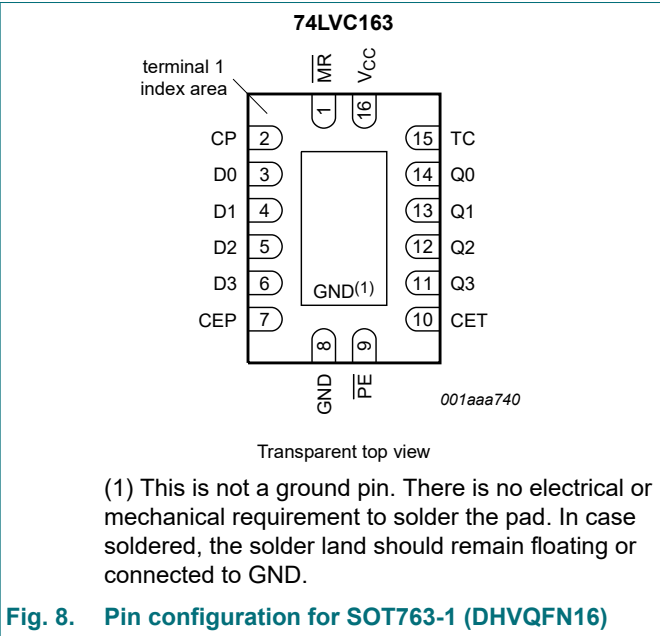 74LVC163
terminal 1
index area
MR
VCC
1
16
CP 2
15 TC
D0 3
14 Q0
D1 4
13 Q1
D2 5
12 Q2
D3 6
11 Q3
GND(1)
CEP 7
10 CET
8
9
GND
PE
001aaa740
Transparent top view
(1) This is not a ground pin. There is no electrical or
mechanical requirement to solder the pad. In case
soldered, the solder land should remain floating or
connected to GND.
Fig. 8. Pin configuration for SOT763-1 (DHVQFN16)